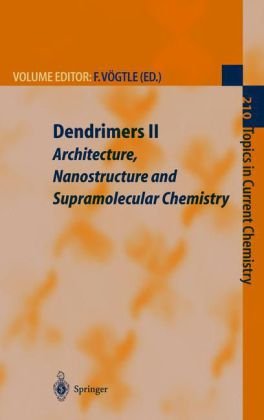 VOLUME EDITOR: F.VÖGTLE (ED.)
210 Topics in Current Chemistry
Dendrimers II
Architecture,
Nanostructure and
Supramolecular Chemistry
Springer